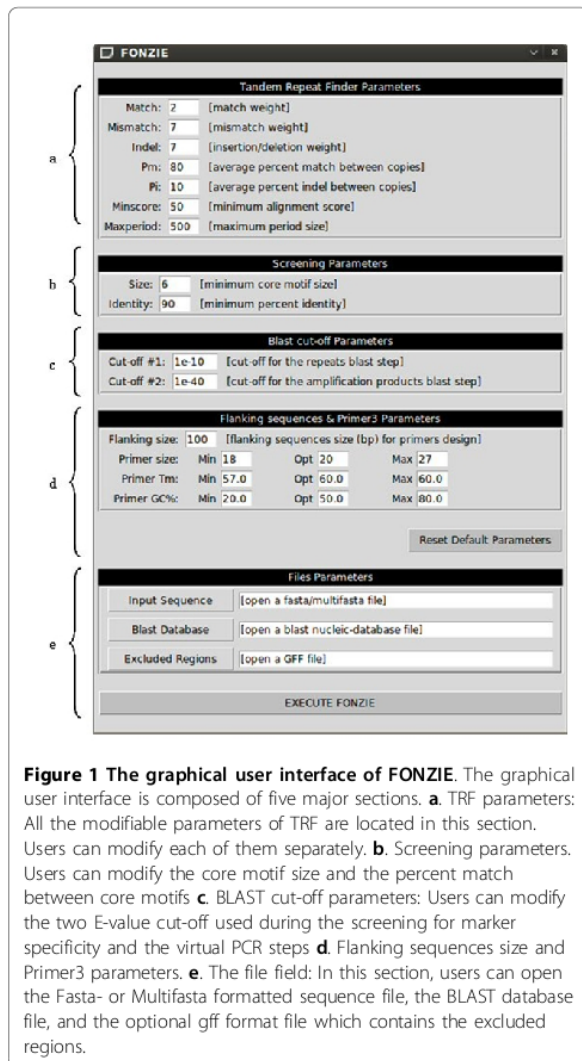 FONZIE
Tandem Repeat Finder Parameters
a
Match: 2 [match weight]
Mismatch: 7 [mismatch weight]
Indel: 7 [insertion/deletion weight]
Pm: 80 [average percent match between copies]
Pi: 10 [average percent indel between copies]
Minscore: 50 [minimum alignment score]
Maxperiod: 500 [maximum period size]
Screening Parameters
b
Size: 6 [minimum core motif size]
Identity: 90 [minimum percent identity]
Blast cut-off Parameters
c
Cut-off #1: 1e-10 [cut-off for the repeats blast step]
Cut-off #2: 1e-40 [cut-off for the amplification products blast step]
Flanking sequences & Primer3 Parameters
d
Flanking size: 100 [flanking sequences size (bp) for primers design]
Primer size: Min 18 Opt 20 Max 27
Primer Tm: Min 57.0 Opt 60.0 Max 60.0
Primer GC%: Min 20.0 Opt 50.0 Max 80.0
Reset Default Parameters
Files Parameters
e
Input Sequence [open a fasta/multifasta file]
Blast Database [open a blast nucleic-database file]
Excluded Regions [open a GFF file]
EXECUTE FONZIE
Figure 1 The graphical user interface of FONZIE. The graphical
user interface is composed of five major sections. a. TRF parameters:
All the modifiable parameters of TRF are located in this section.
Users can modify each of them separately. b. Screening parameters.
Users can modify the core motif size and the percent match
between core motifs c. BLAST cut-off parameters: Users can modify
the two E-value cut-off used during the screening for marker
specificity and the virtual PCR steps d. Flanking sequences size and
Primer3 parameters. e. The file field: In this section, users can open
the Fasta- or Multifasta formatted sequence file, the BLAST database
file, and the optional gff format file which contains the excluded
regions.